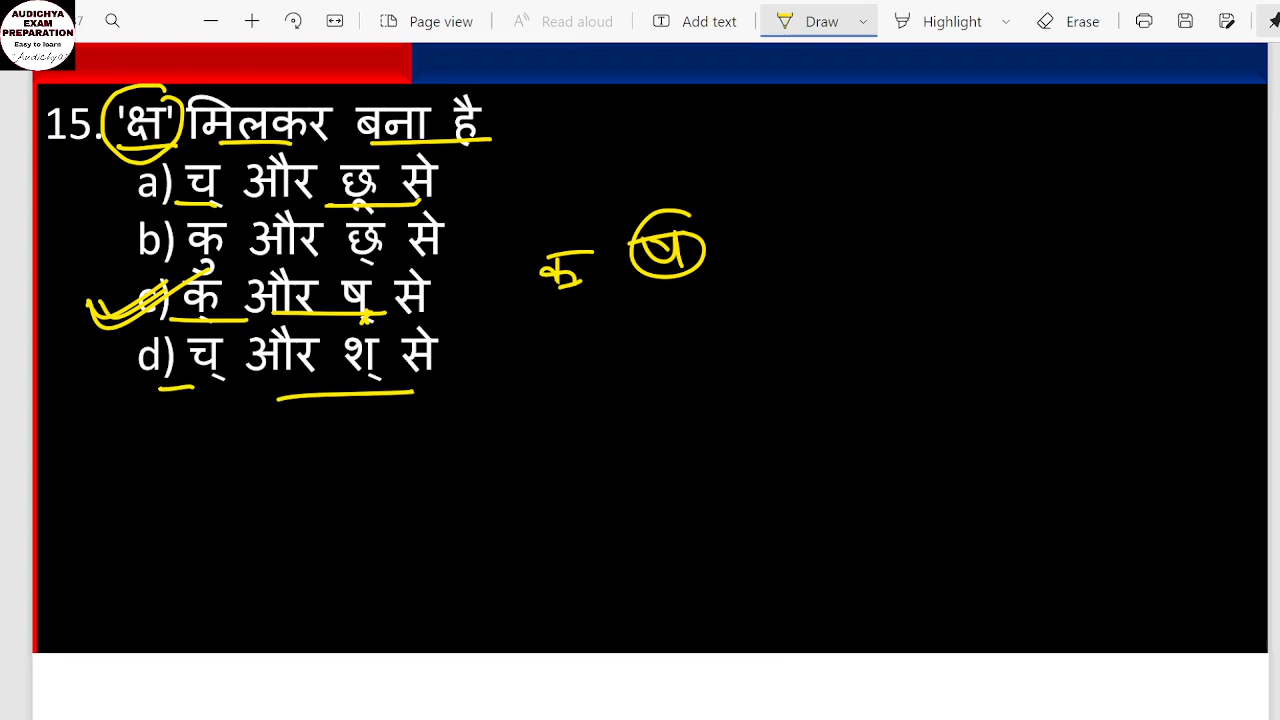 AUDICHYA
EXAM
PREPARATION
Easy to learn
Page view
Read aloud
Add text
Draw
Highlight
Erase
15. 'क्ष' मिलकर बना है
a) च् और छ् से
b) कु और छ् से
c) क् और ष् से
d) च् और श् से
क ष